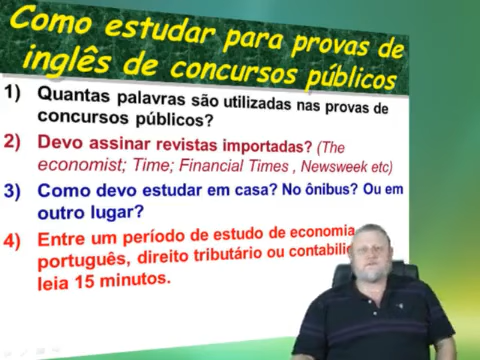 Como estudar para provas de
inglês de concursos públicos
1) Quantas palavras são utilizadas nas provas de
concursos públicos?
2) Devo assinar revistas importadas? (The
economist; Time; Financial Times , Newsweek etc)
3) Como devo estudar em casa? No ônibus? Ou em
outro lugar?
4) Entre um período de estudo de economia
português, direito tributário ou
leia 15 minutos.